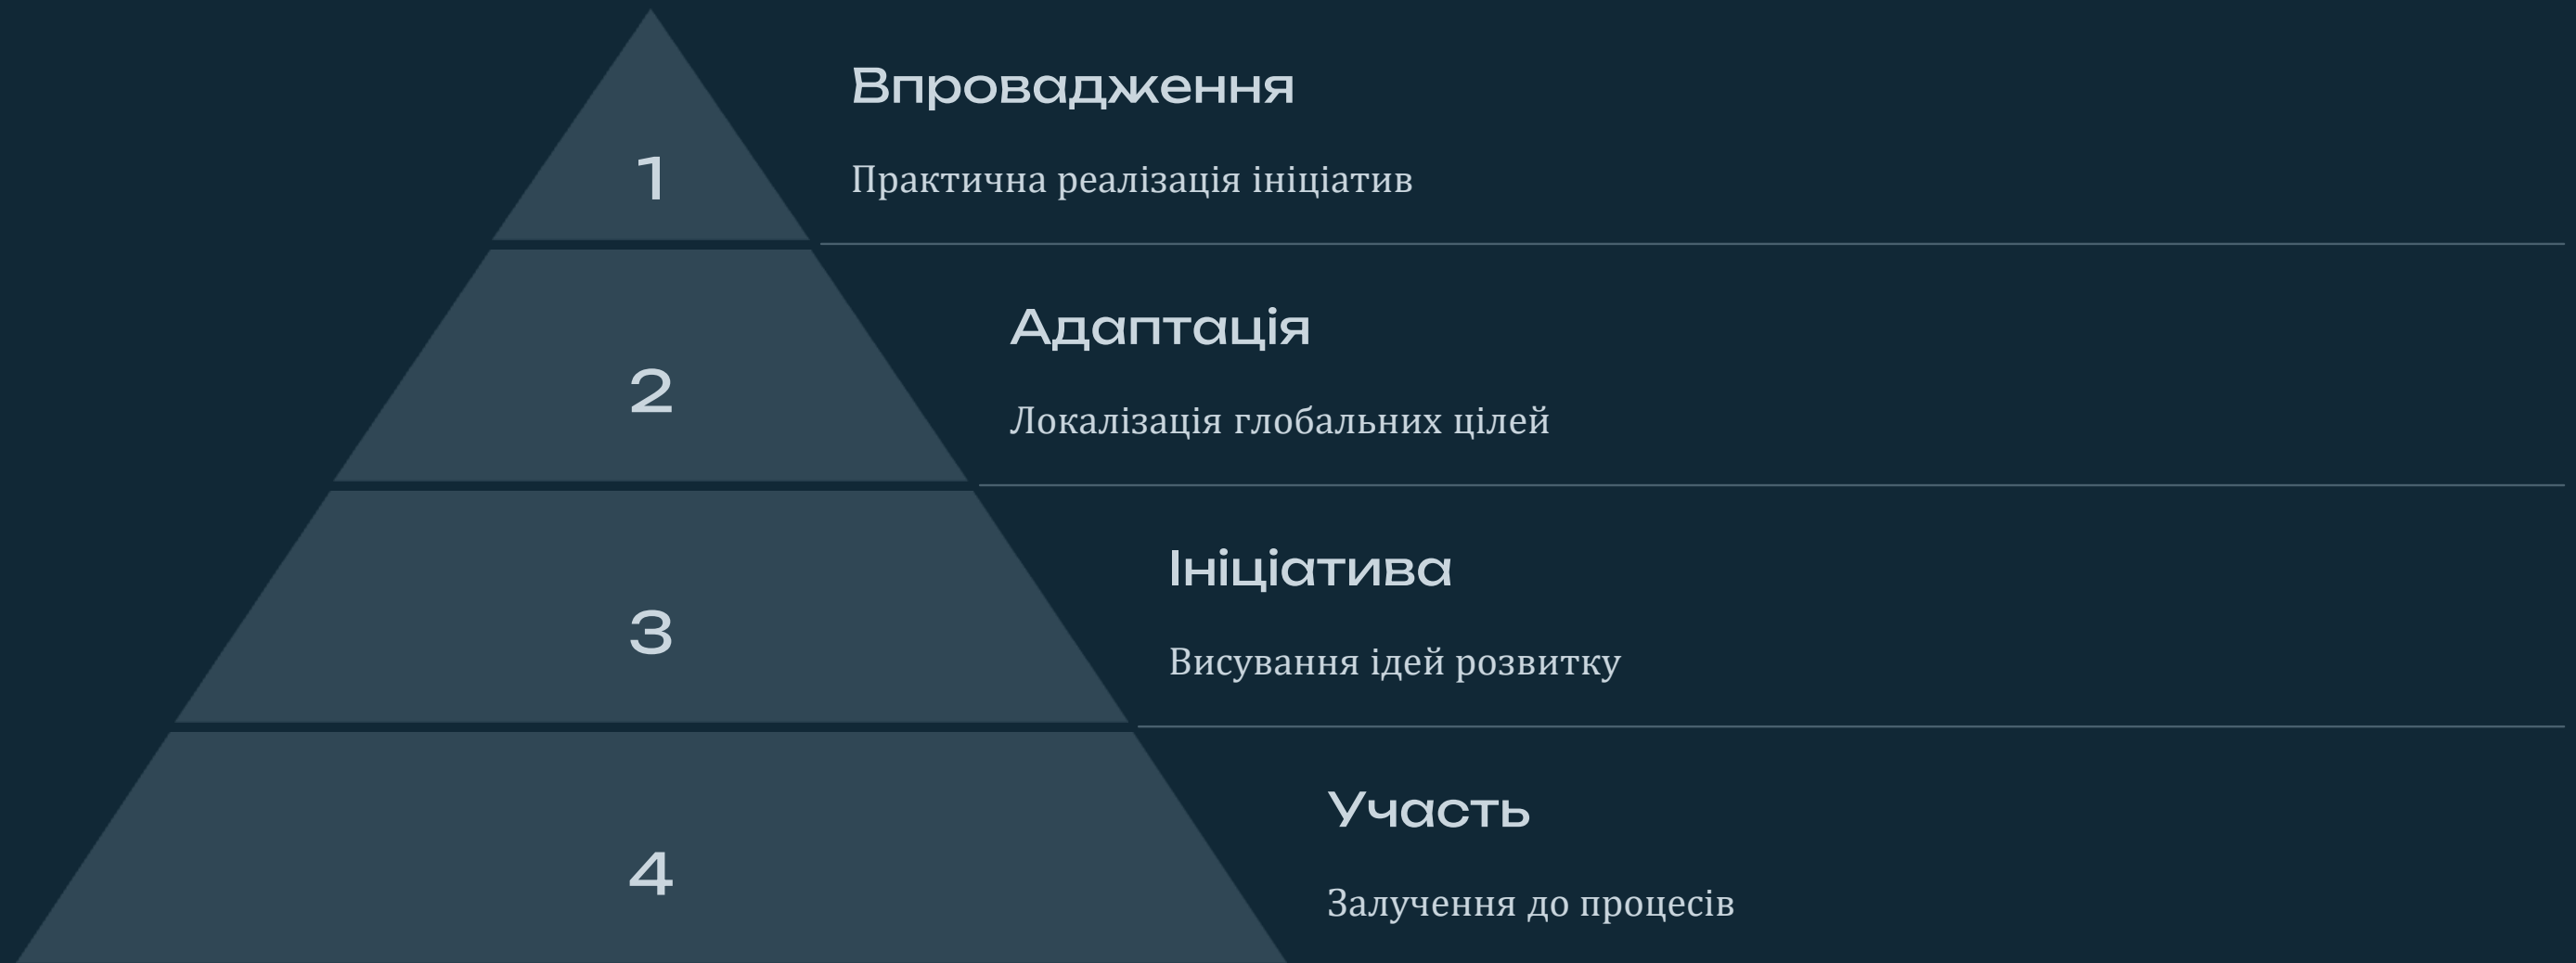 1
Впровадження
Практична реалізація ініціатив
2
Адаптація
Локалізація глобальних цілей
3
Ініціатива
Висування ідей розвитку
4
Участь
Залучення до процесів